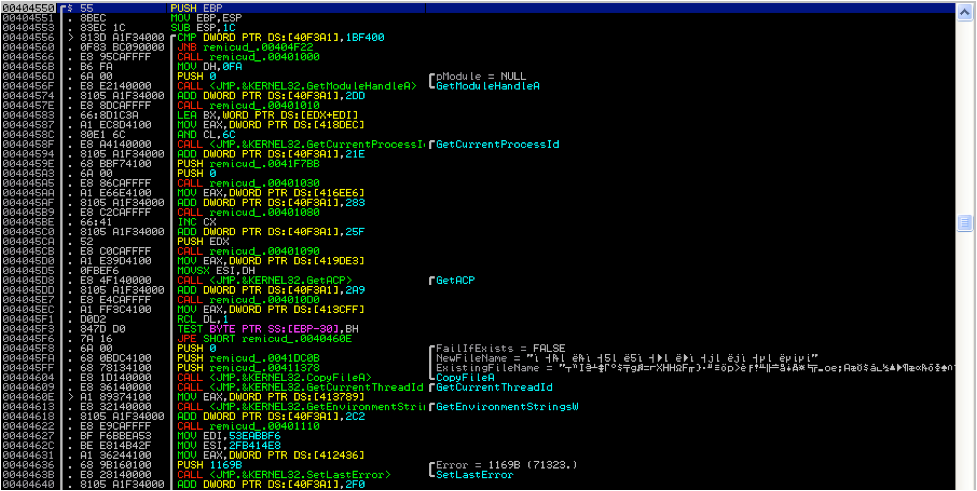 00404550 $ 55 PUSH EBP
00404551 . 8BEC MOV EBP,ESP
00404553 . 83EC 1C SUB ESP,1C
00404556 > 813D A1F34000 CMP DWORD PTR DS:[40F3A1],1BF400
00404560 . 0F83 BC090000 JNB remicud_.00404F22
00404566 . E8 95CAFFFF CALL remicud_.00401000
0040456B . B6 FA MOV DH,0FA
0040456D . 6A 00 PUSH 0 pModule = NULL
0040456F . E8 E2140000 CALL <JMP.&KERNEL32.GetModuleHandleA> GetModuleHandleA
00404574 . 8105 A1F34000 ADD DWORD PTR DS:[40F3A1],2DD
0040457E . E8 8DCAFFFF CALL remicud_.00401010
00404583 . 66:8D1C3A LEA BX,WORD PTR DS:[EDX+EDI]
00404587 . A1 EC8D4100 MOV EAX,DWORD PTR DS:[418DEC]
0040458C . 80E1 6C AND CL,6C
0040458F . E8 A4140000 CALL <JMP.&KERNEL32.GetCurrentProcessI GetCurrentProcessId
00404594 . 8105 A1F34000 ADD DWORD PTR DS:[40F3A1],21E
0040459E . 68 BBF74100 PUSH remicud_.0041F7BB
004045A3 . 6A 00 PUSH 0
004045A5 . E8 86CAFFFF CALL remicud_.00401030
004045AA . A1 E66E4100 MOV EAX,DWORD PTR DS:[416EE6]
004045AF . 8105 A1F34000 ADD DWORD PTR DS:[40F3A1],283
004045B9 . E8 C2CAFFFF CALL remicud_.00401080
004045BE . 66:41 INC CX
004045C0 . 8105 A1F34000 ADD DWORD PTR DS:[40F3A1],25F
004045CA . 52 PUSH EDX
004045CB . E8 C0CAFFFF CALL remicud_.00401090
004045D0 . A1 E39D4100 MOV EAX,DWORD PTR DS:[419DE3]
004045D5 . 0FBEF6 MOVSX ESI,DH
004045D8 . E8 4F140000 CALL <JMP.&KERNEL32.GetACP> GetACP
004045DD . 8105 A1F34000 ADD DWORD PTR DS:[40F3A1],2A9
004045E7 . E8 E4CAFFFF CALL remicud_.004010D0
004045EC . A1 FF3C4100 MOV EAX,DWORD PTR DS:[413CFF]
004045F1 . D0D2 RCL DL,1
004045F3 . 847D D0 TEST BYTE PTR SS:[EBP-30],BH
004045F6 . 7A 16 JPE SHORT remicud_.0040460E
004045F8 . 6A 00 PUSH 0 FailIfExists = FALSE
004045FA . 68 0BDC4100 PUSH remicud_.0041DC0B NewFileName =
004045FF . 68 78134100 PUSH remicud_.00411378 ExistingFileName =
00404604 . E8 1D140000 CALL <JMP.&KERNEL32.CopyFileA> CopyFileA
00404609 . E8 36140000 CALL <JMP.&KERNEL32.GetCurrentThreadId GetCurrentThreadId
0040460E > A1 89374100 MOV EAX,DWORD PTR DS:[413789]
00404613 . E8 32140000 CALL <JMP.&KERNEL32.GetEnvironmentStri GetEnvironmentStringsW
00404618 . 8105 A1F34000 ADD DWORD PTR DS:[40F3A1],2C2
00404622 . E8 E9CAFFFF CALL remicud_.00401110
00404627 . BF F6BBEA53 MOV EDI,53EABBF6
0040462C . BE E814B42F MOV ESI,2FB414E8
00404631 . A1 36244100 MOV EAX,DWORD PTR DS:[412436]
00404636 . 68 9B160100 PUSH 1169B Error = 1169B (71323.)
0040463B . E8 28140000 CALL <JMP.&KERNEL32.SetLastError> SetLastError
00404640 . 8105 A1F34000 ADD DWORD PTR DS:[40F3A1],2F0